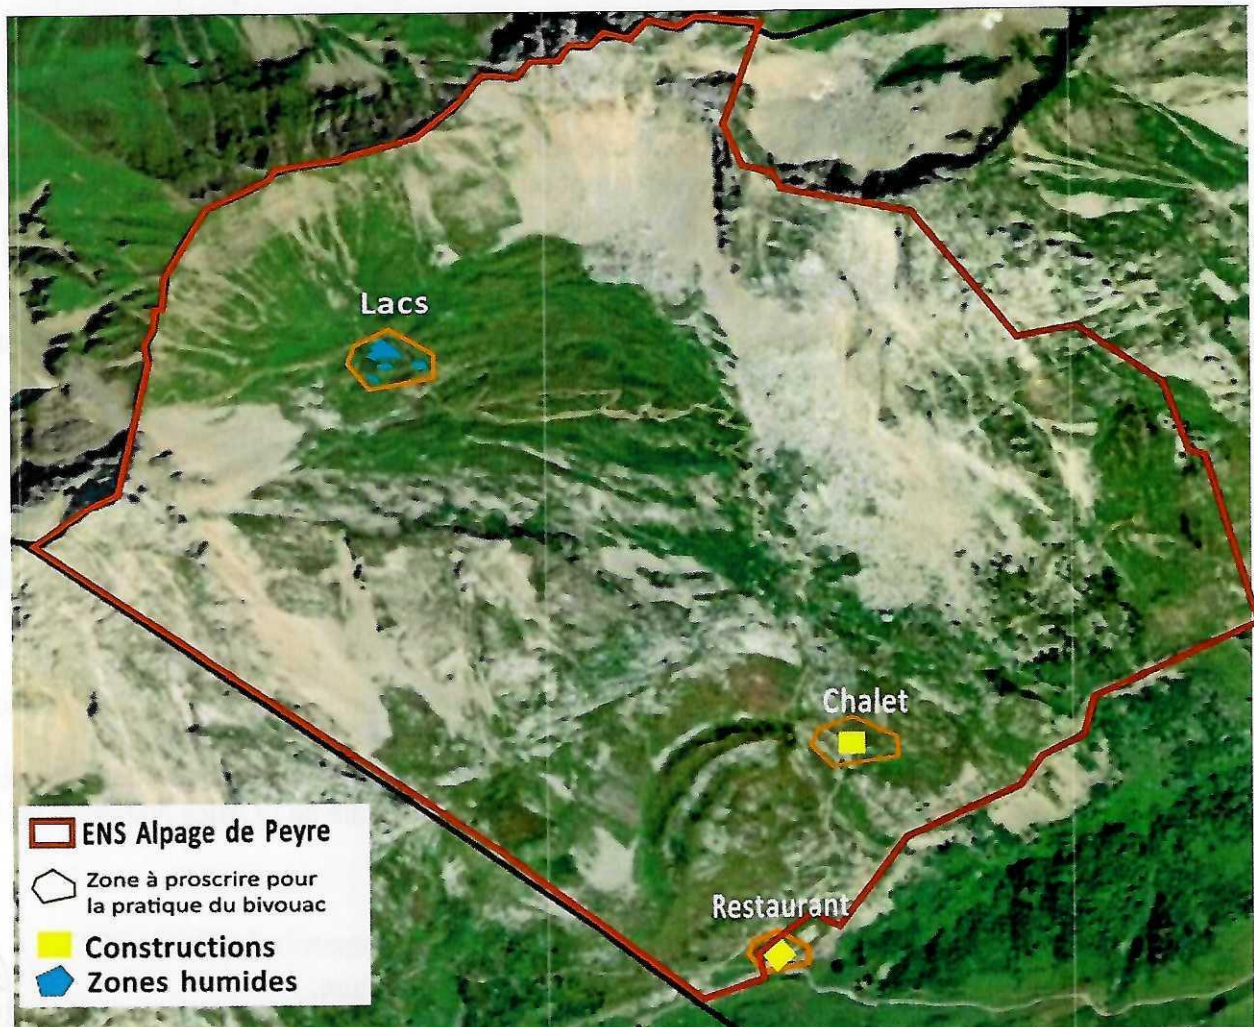 Lacs
Chalet
Restaurant
ENS Alpage de Peyre
Zone à proscrire pour
la pratique du bivouac
Constructions
Zones humides